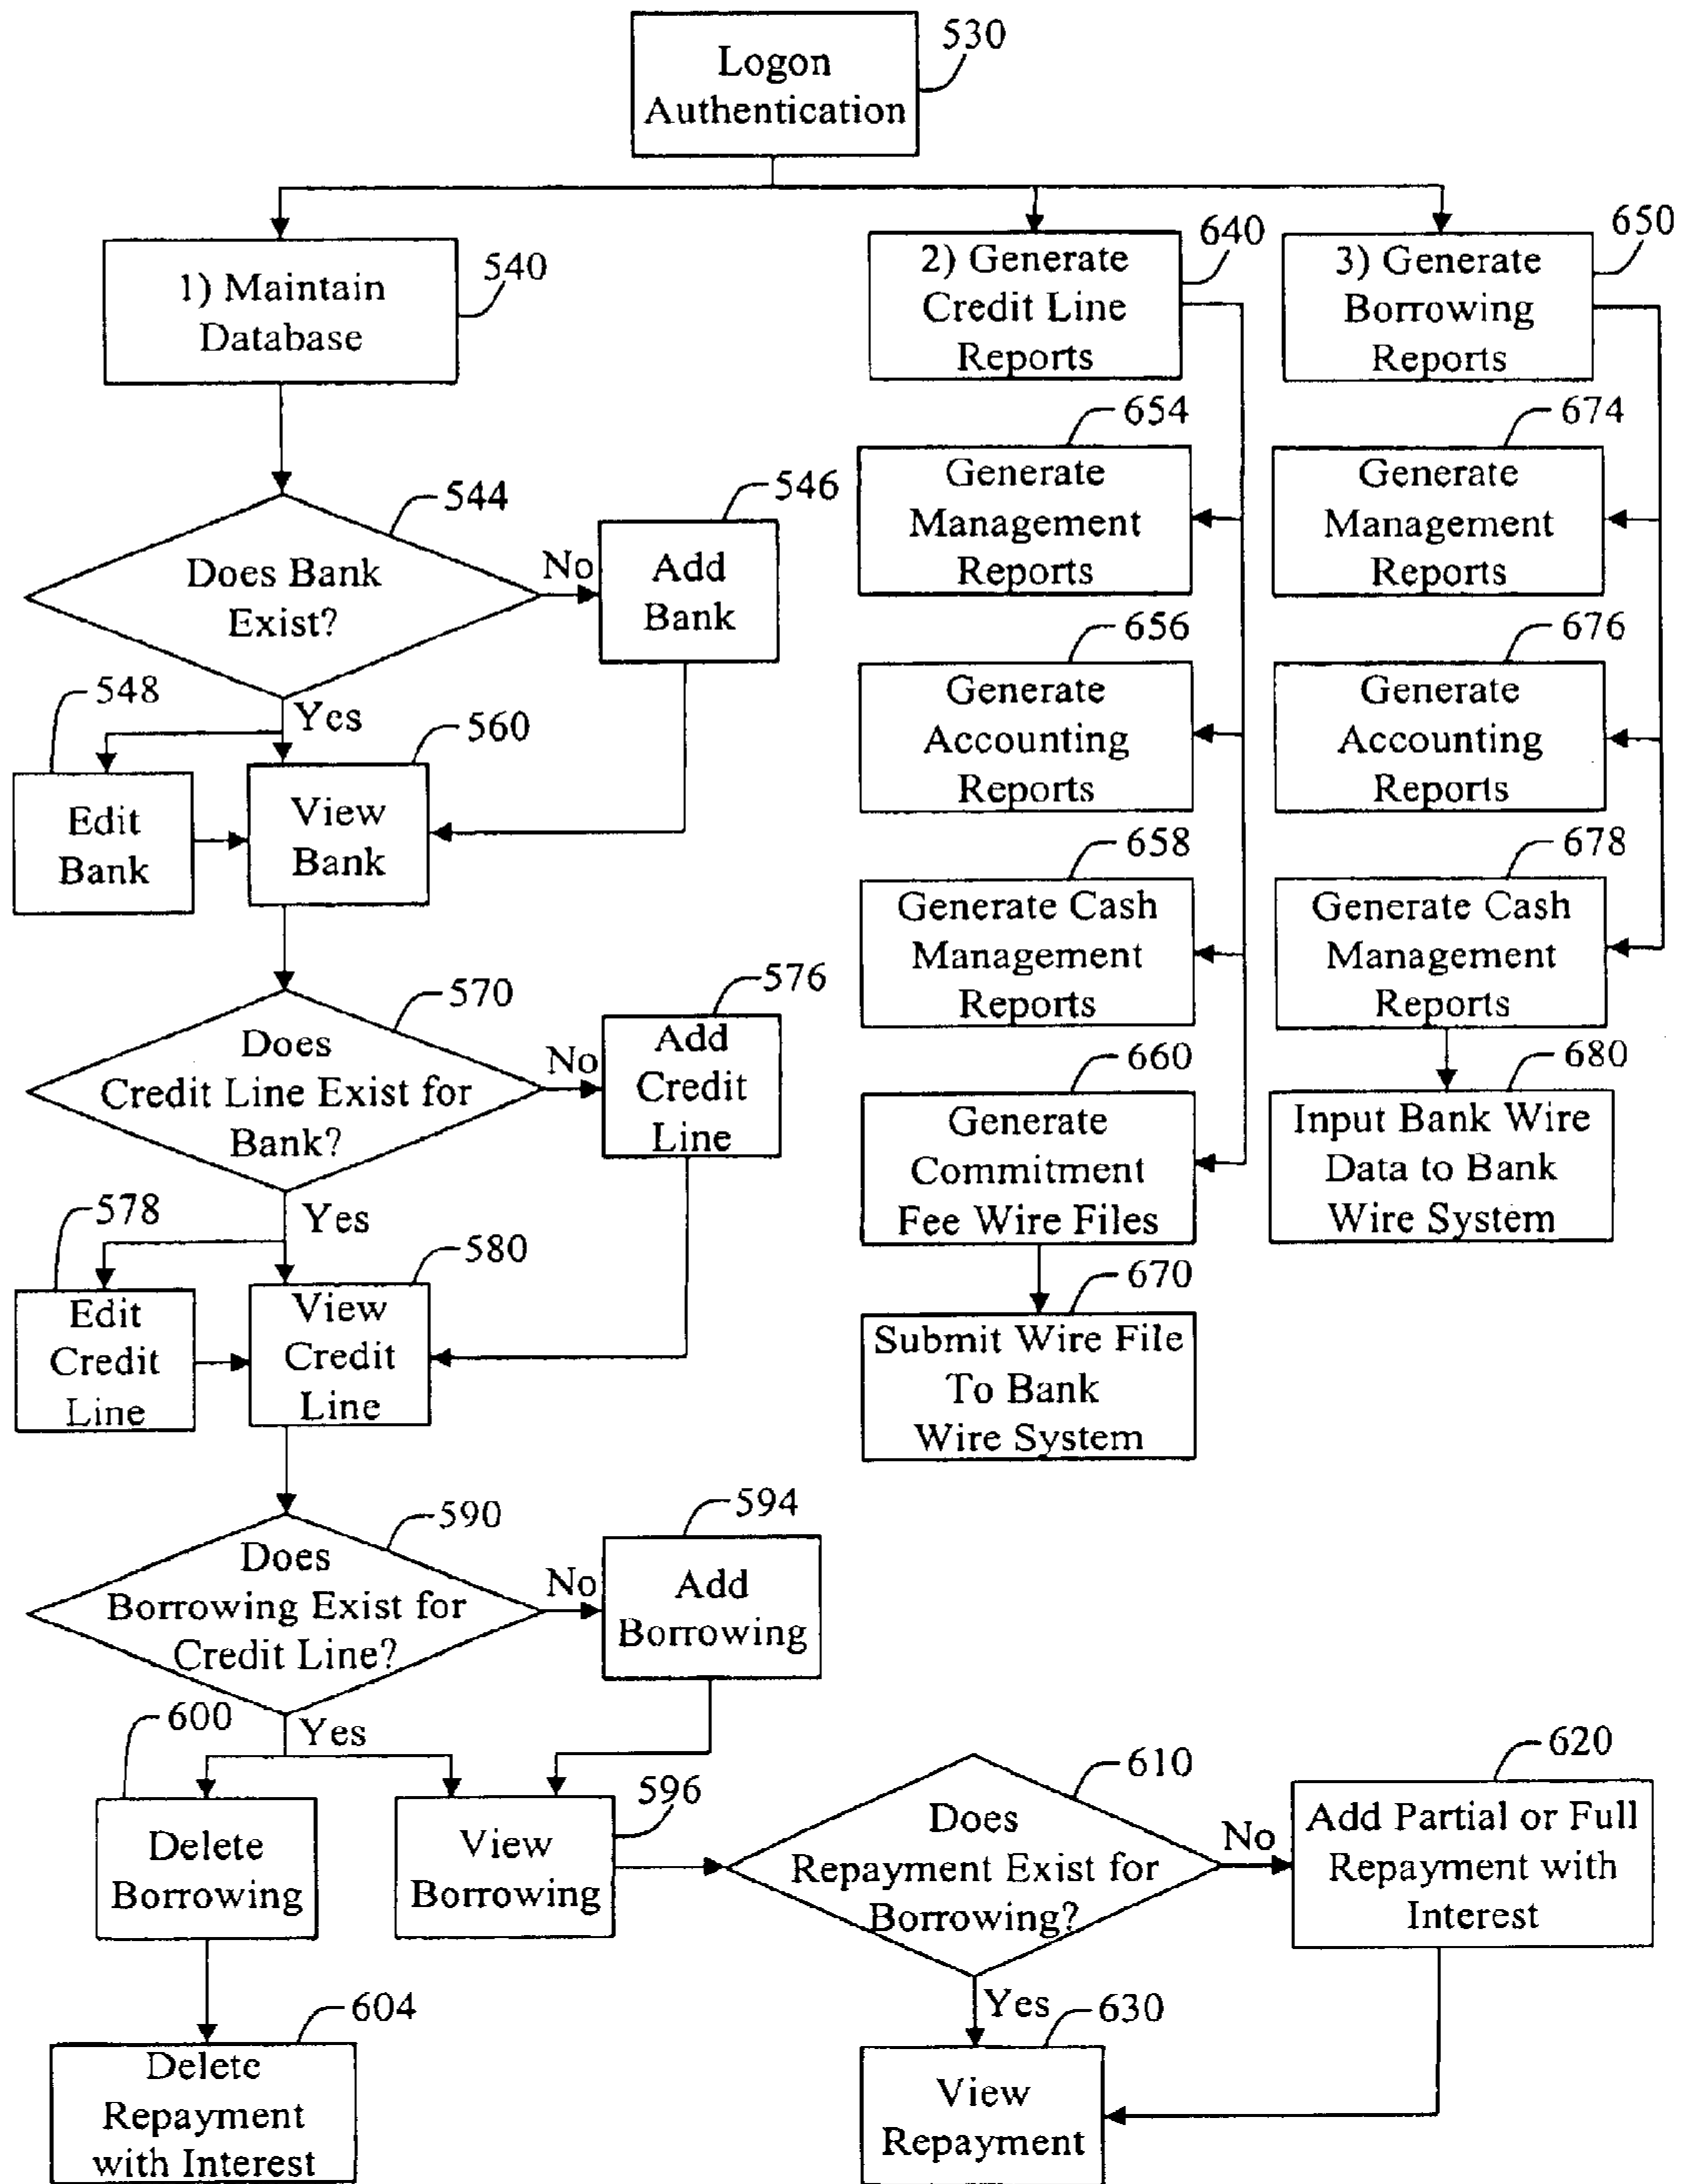 530
Logon
Authentication
1) Maintain
Database
540
2) Generate
Credit Line
Reports
640
3) Generate
Borrowing
Reports
650
544
Does Bank
Exist?
No
546
Add
Bank
Yes
548
Edit
Bank
560
View
Bank
570
Does
Credit Line Exist for
Bank?
No
576
Add
Credit
Line
Yes
578
Edit
Credit
Line
580
View
Credit
Line
590
Does
Borrowing Exist for
Credit Line?
No
594
Add
Borrowing
Yes
600
Delete
Borrowing
596
View
Borrowing
604
Delete
Repayment
with Interest
610
Does
Repayment Exist for
Borrowing?
No
620
Add Partial or Full
Repayment with
Interest
Yes
630
View
Repayment
654
Generate
Management
Reports
656
Generate
Accounting
Reports
658
Generate Cash
Management
Reports
660
Generate
Commitment
Fee Wire Files
670
Submit Wire File
To Bank
Wire System
674
Generate
Management
Reports
676
Generate
Accounting
Reports
678
Generate Cash
Management
Reports
680
Input Bank Wire
Data to Bank
Wire System